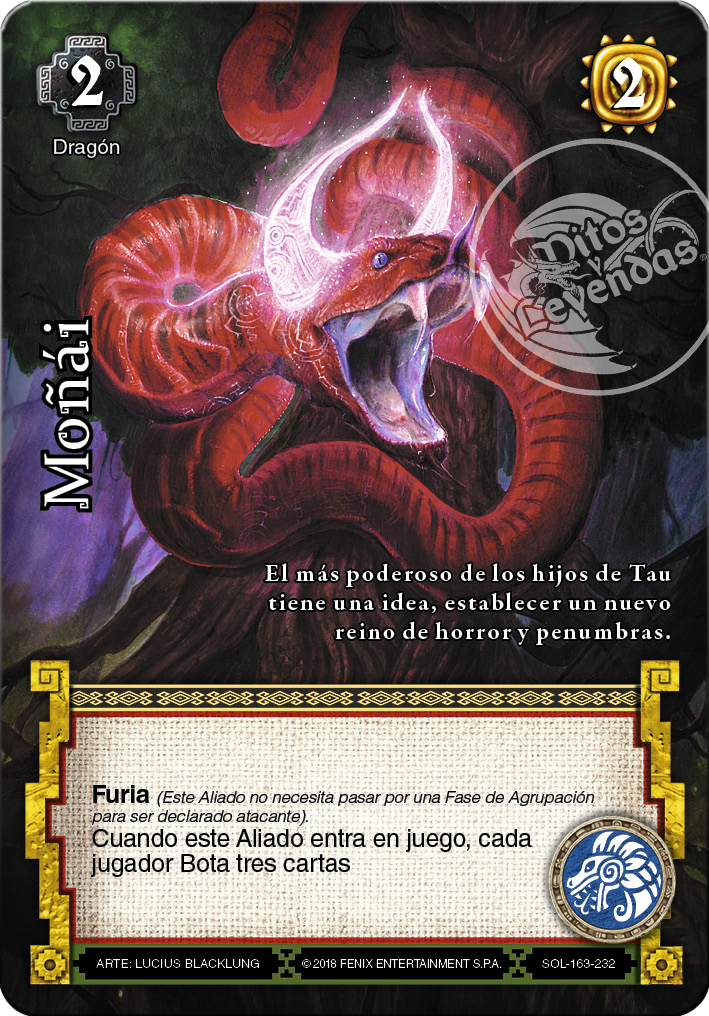 2
Dragón
2
Mitos
y
Leyendas®
Moñái
El más poderoso de los hijos de Tau
tiene una idea, establecer un nuevo
reino de horror y penumbras.
Furia (Este Aliado no necesita pasar por una Fase de Agrupación
para ser declarado atacante).
Cuando este Aliado entra en juego, cada
jugador Bota tres cartas
ARTE: LUCIUS BLACKLUNG
©2018 FENIX ENTERTAINMENT S.P.A.
SOL-163-232